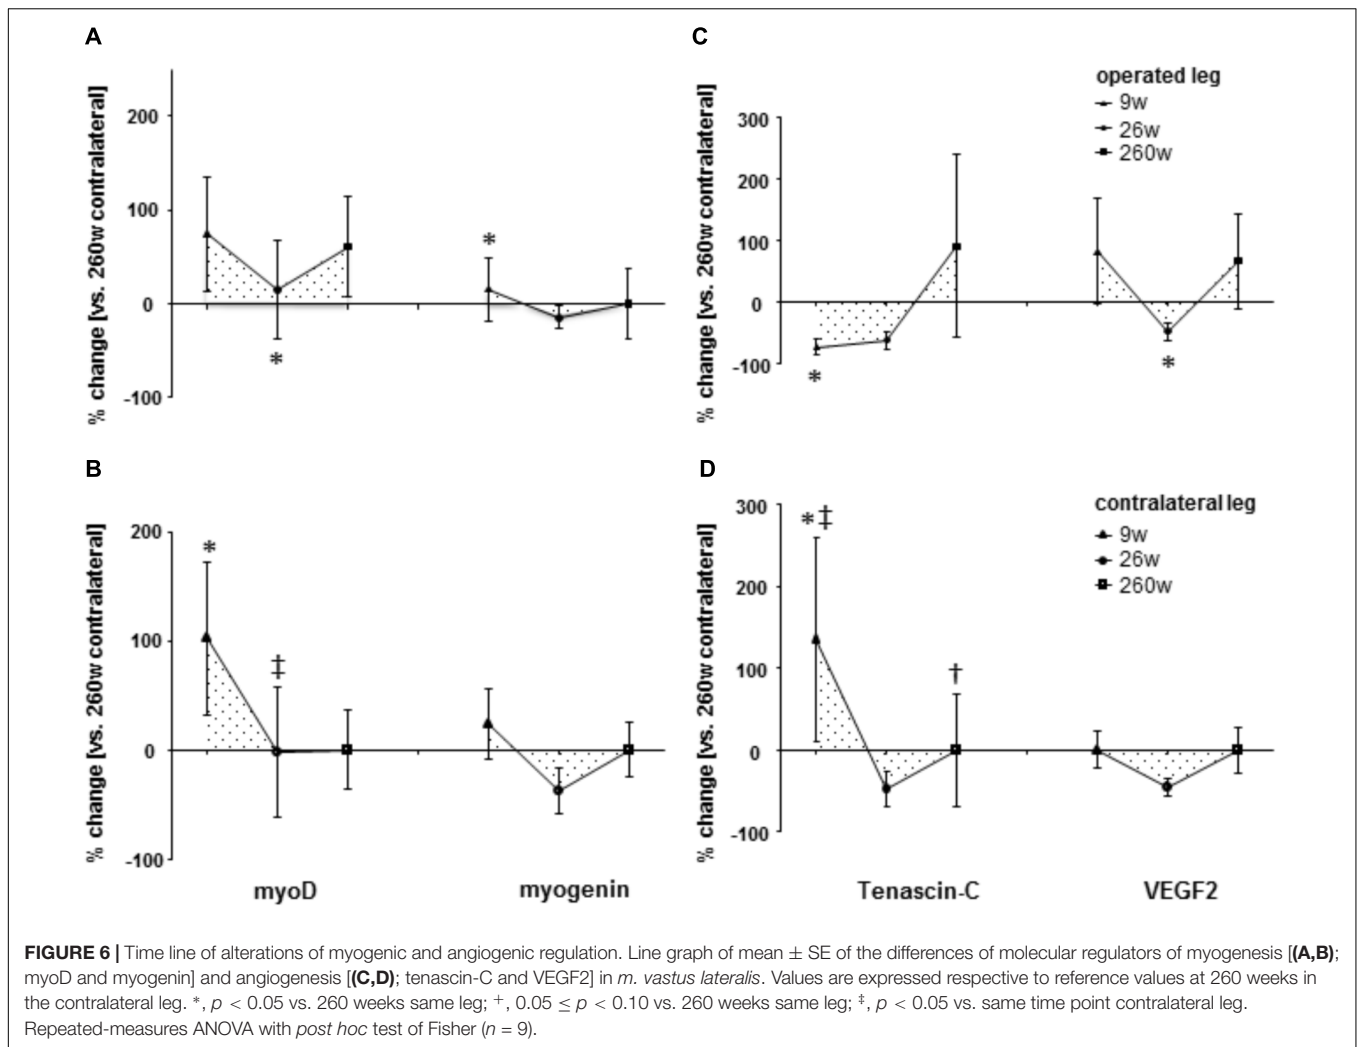 A
% change [vs. 260w contralateral]
200
100
0
-100
*
*
C
% change [vs. 260w contralateral]
300
200
100
0
-100
*
*
operated leg
9w
26w
260w
B
% change [vs. 260w contralateral]
200
100
0
-100
*
‡
myoD
myogenin
D
% change [vs. 260w contralateral]
300
200
100
0
-100
*‡
†
contralateral leg
9w
26w
260w
Tenascin-C
VEGF2
FIGURE 6 | Time line of alterations of myogenic and angiogenic regulation. Line graph of mean ± SE of the differences of molecular regulators of myogenesis [(A,B);
myoD and myogenin] and angiogenesis [(C,D); tenascin-C and VEGF2] in m. vastus lateralis. Values are expressed respective to reference values at 260 weeks in
the contralateral leg. *, p < 0.05 vs. 260 weeks same leg; +, 0.05 ≤ p < 0.10 vs. 260 weeks same leg; ‡, p < 0.05 vs. same time point contralateral leg.
Repeated-measures ANOVA with post hoc test of Fisher (n = 9).